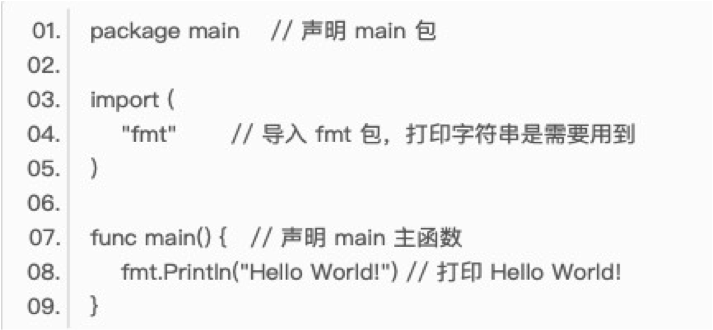 01. package main // 声明 main 包
02.
03. import (
04. "fmt" // 导入 fmt 包，打印字符串是需要用到
05. )
06.
07. func main() { // 声明 main 主函数
08. fmt.Println("Hello World!") // 打印 Hello World!
09. }